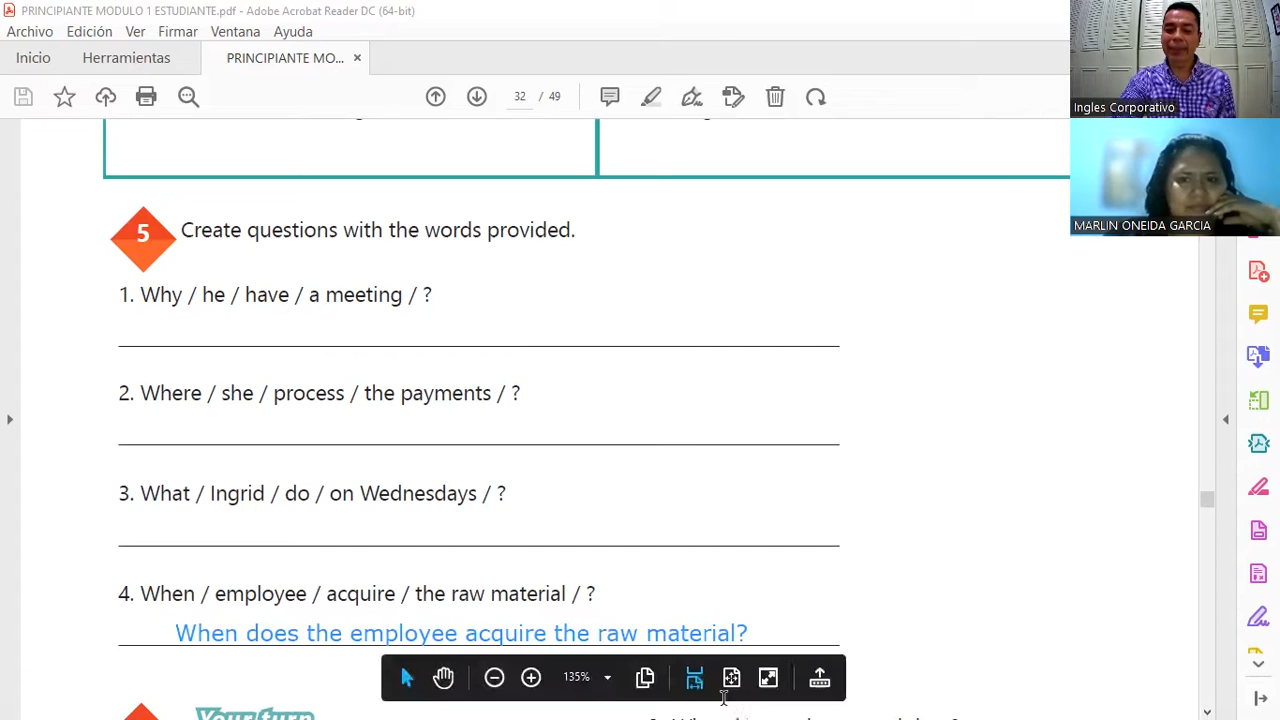 PRINCIPIANTE MODULO 1 ESTUDIANTE.pdf - Adobe Acrobat Reader DC (64-bit)
Archivo Edición Ver Firmar Ventana Ayuda
Inicio Herramientas PRINCIPIANTE MO... ×
32 / 49
Ingles Corporativo
MARLIN ONEIDA GARCIA
5 Create questions with the words provided.
1. Why / he / have / a meeting / ?
2. Where / she / process / the payments / ?
3. What / Ingrid / do / on Wednesdays / ?
4. When / employee / acquire / the raw material / ?
When does the employee acquire the raw material?
135%
Your turn